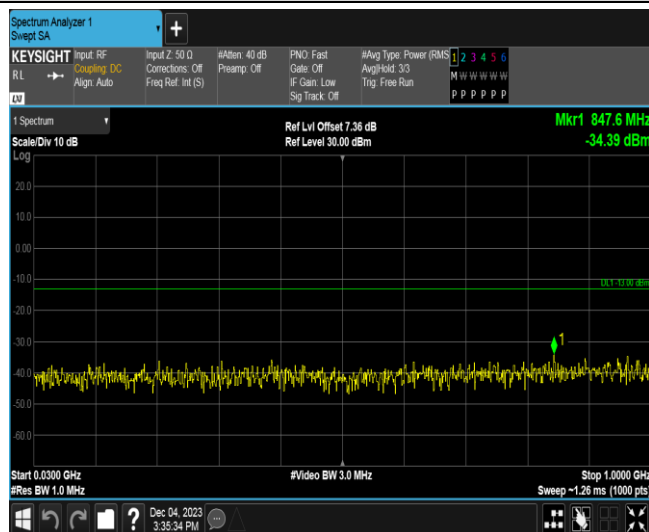 Spectrum Analyzer 1
Swept SA
+
KEYSIGHT
RL
LXI
Input: RF
Coupling: DC
Align: Auto
Input Z: 50 Ω
Corrections: Off
Freq Ref: Int (S)
#Atten: 40 dB
Preamp: Off
PNO: Fast
Gate: Off
IF Gain: Low
Sig Track: Off
#Avg Type: Power (RMS
Avg|Hold: 3/3
Trig: Free Run
1 2 3 4 5 6
M W W W W W
P P P P P P
1 Spectrum
Scale/Div 10 dB
Log
Ref Lvl Offset 7.36 dB
Ref Level 30.00 dBm
Mkr1 847.6 MHz
-34.39 dBm
20.0
10.0
0.00
-10.0
DL1 -13.00 dBm
-20.0
-30.0
1
-40.0
-50.0
-60.0
Start 0.0300 GHz
#Res BW 1.0 MHz
#Video BW 3.0 MHz
Stop 1.0000 GHz
Sweep ~1.26 ms (1000 pts)
?
Dec 04, 2023
3:35:34 PM